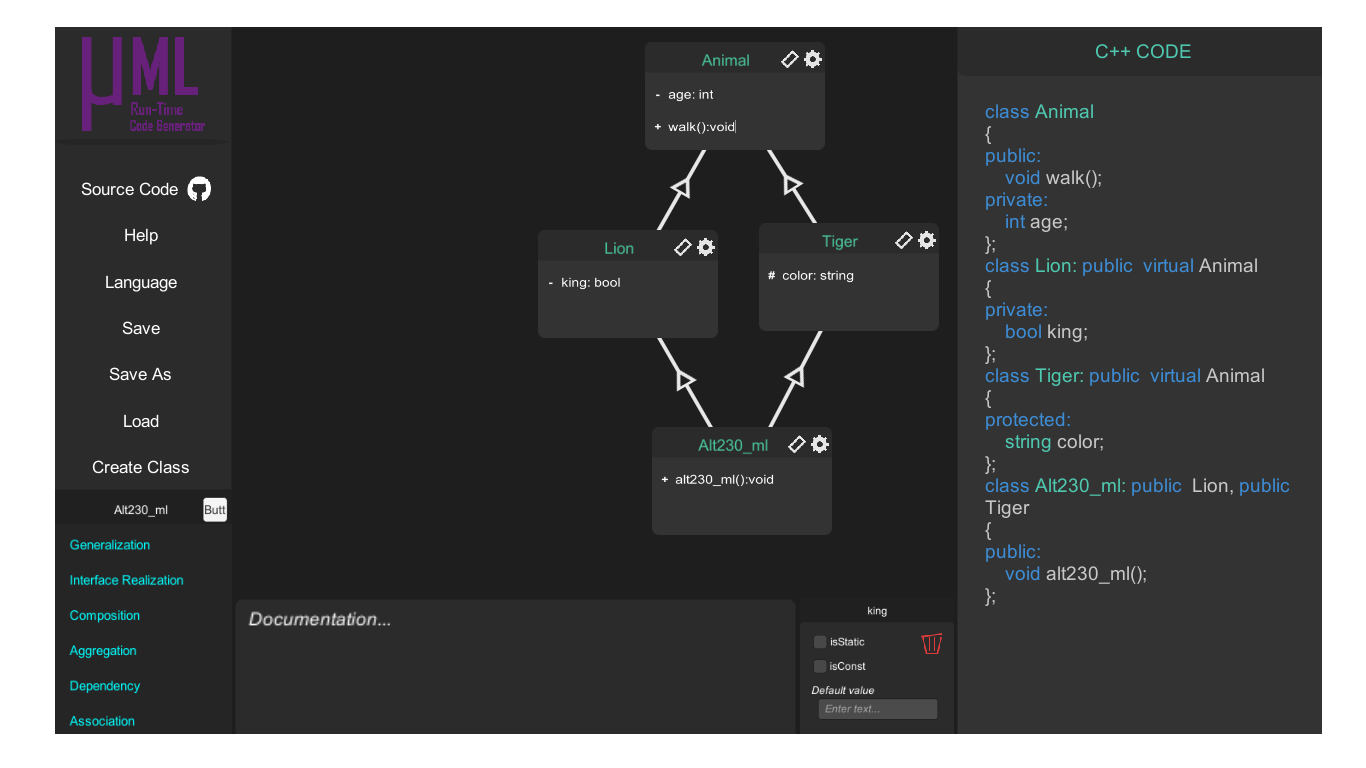 µML
Run-Time
Code Generator
Source Code
Help
Language
Save
Save As
Load
Create Class
Alt230_ml
Butt
Generalization
Interface Realization
Composition
Aggregation
Dependency
Association
Animal
- age: int
+ walk():void
Lion
- king: bool
Tiger
# color: string
Alt230_ml
+ alt230_ml():void
Documentation...
king
isStatic
isConst
Default value
Enter text...
C++ CODE
class Animal
{
public:
void walk();
private:
int age;
};
class Lion: public virtual Animal
{
private:
bool king;
};
class Tiger: public virtual Animal
{
protected:
string color;
};
class Alt230_ml: public Lion, public
Tiger
{
public:
void alt230_ml();
};